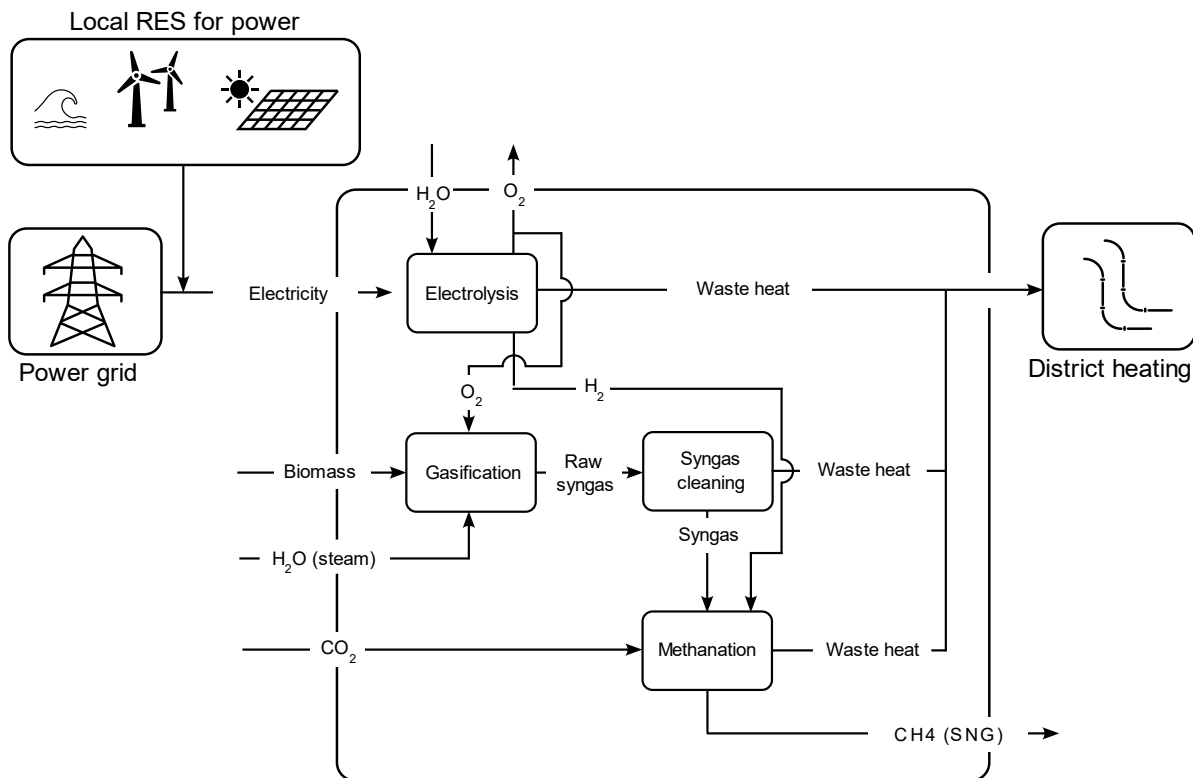 Local RES for power
H₂O
O₂
Electricity
Electrolysis
Waste heat
Power grid
District heating
O₂
H₂
Biomass
Gasification
Raw
syngas
Syngas
cleaning
Waste heat
Syngas
H₂O (steam)
CO₂
Methanation
Waste heat
CH4 (SNG)